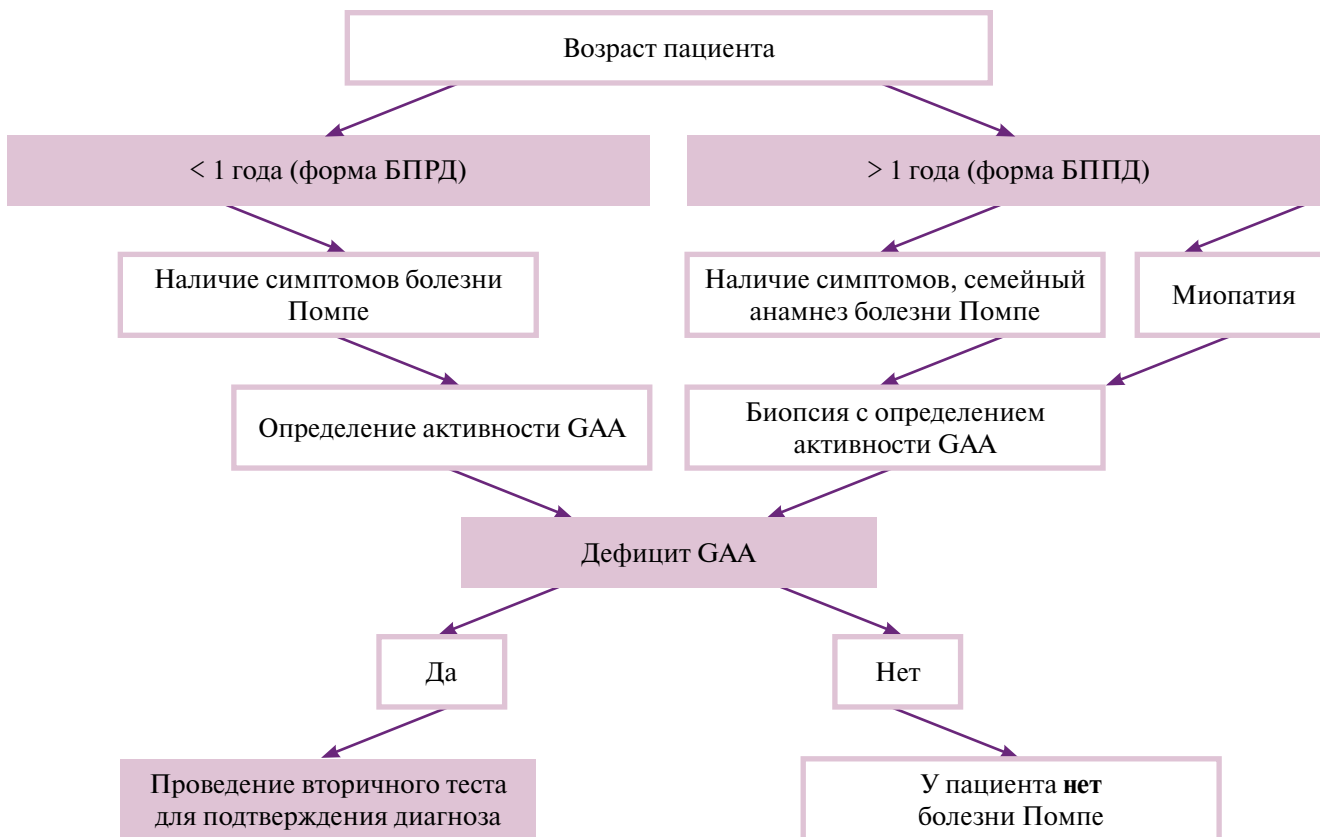 Возраст пациента
< 1 года (форма БПРД)
> 1 года (форма БППД)
Наличие симптомов болезни
Помпе
Наличие симптомов, семейный
анамнез болезни Помпе
Миопатия
Определение активности GAA
Биопсия с определением
активности GAA
Дефицит GAA
Да
Нет
Проведение вторичного теста
для подтверждения диагноза
У пациента нет
болезни Помпе